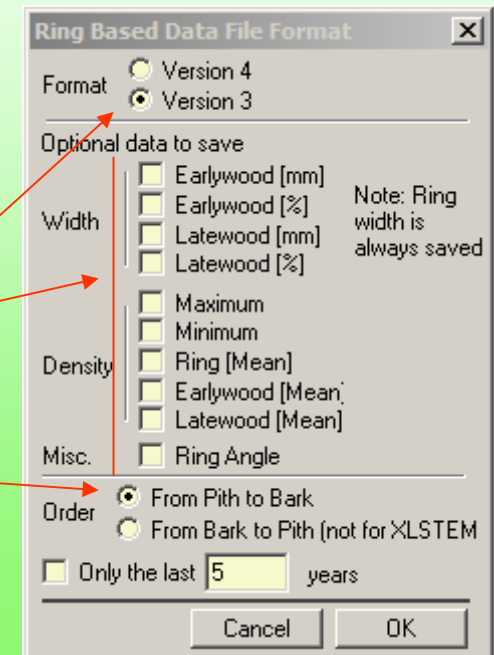 Ring Based Data File Format
Format
Version 4
Version 3
Optional data to save
Width
Earlywood [mm]
Earlywood [%]
Latewood [mm]
Latewood [%]
Note: Ring
width is
always saved
Density
Maximum
Minimum
Ring [Mean]
Earlywood [Mean]
Latewood [Mean]
Misc.
Ring Angle
Order
From Pith to Bark
From Bark to Pith (not for XLSTEM
Only the last 5 years
Cancel OK